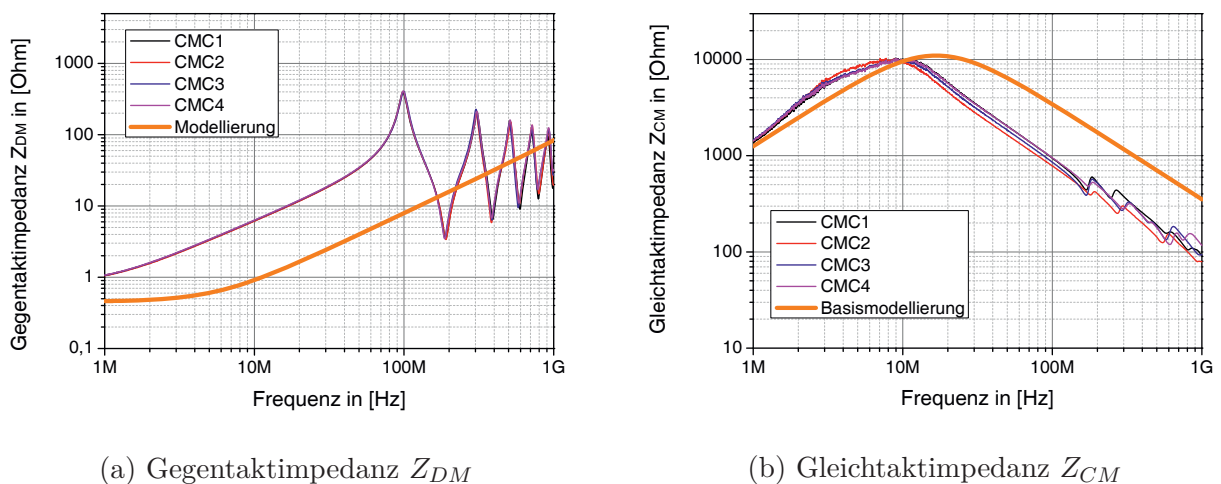 Gegentaktimpedanz ZDM in [Ohm]
1000
100
10
1
0,1
CMC1
CMC2
CMC3
CMC4
Modellierung
1M
10M
100M
1G
Frequenz in [Hz]
(a) Gegentaktimpedanz ZDM
Gleichtaktimpedanz ZCM in [Ohm]
10000
1000
100
10
CMC1
CMC2
CMC3
CMC4
Basismodellierung
1M
10M
100M
1G
Frequenz in [Hz]
(b) Gleichtaktimpedanz ZCM